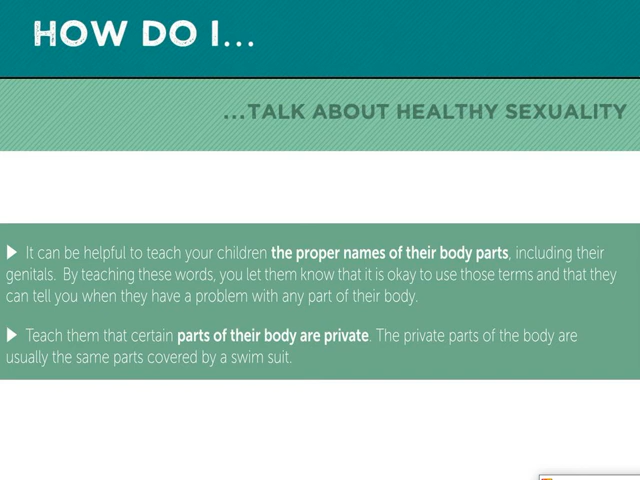 HOW DO I...
...TALK ABOUT HEALTHY SEXUALITY
▶ It can be helpful to teach your children the proper names of their body parts, including their
genitals.  By teaching these words, you let them know that it is okay to use those terms and that they
can tell you when they have a problem with any part of their body.
▶ Teach them that certain parts of their body are private. The private parts of the body are
usually the same parts covered by a swim suit.